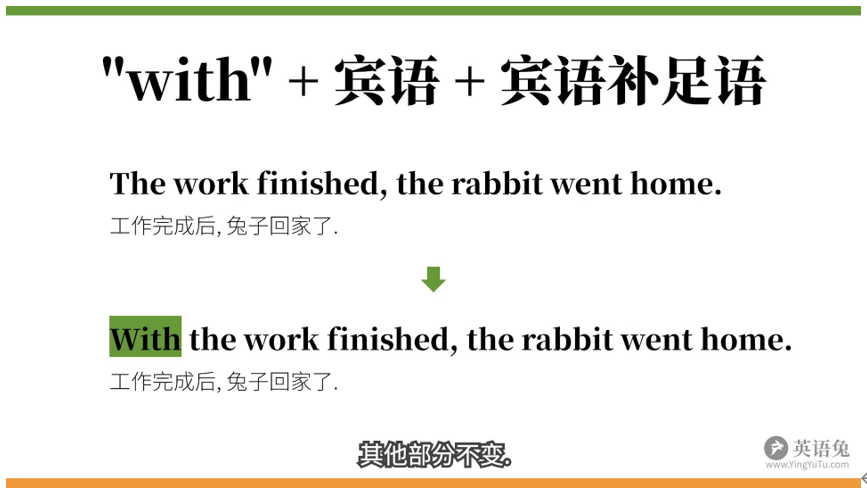 "with" + 宾语 + 宾语补足语
The work finished, the rabbit went home.
工作完成后, 兔子回家了.
With the work finished, the rabbit went home.
工作完成后, 兔子回家了.
其他部分不变.
英语兔
www.YingYuTu.com